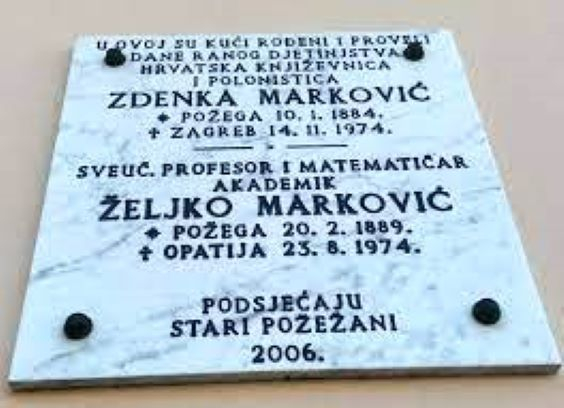 U OVOJ SU KUĆI ROĐENI I PROVELI
DANE RANOG DJETINJSTVA
HRVATSKA KNJIŽEVNICA
I POLONISTICA
ZDENKA MARKOVIĆ
* POŽEGA 10. 1. 1884.
† ZAGREB 14. 11. 1974.
SVEUČ. PROFESOR I MATEMATIČAR
AKADEMIK
ŽELJKO MARKOVIĆ
* POŽEGA 20. 2. 1889.
† OPATIJA 23. 8. 1974.
PODSJEĆAJU
STARI POŽEŽANI
2006.